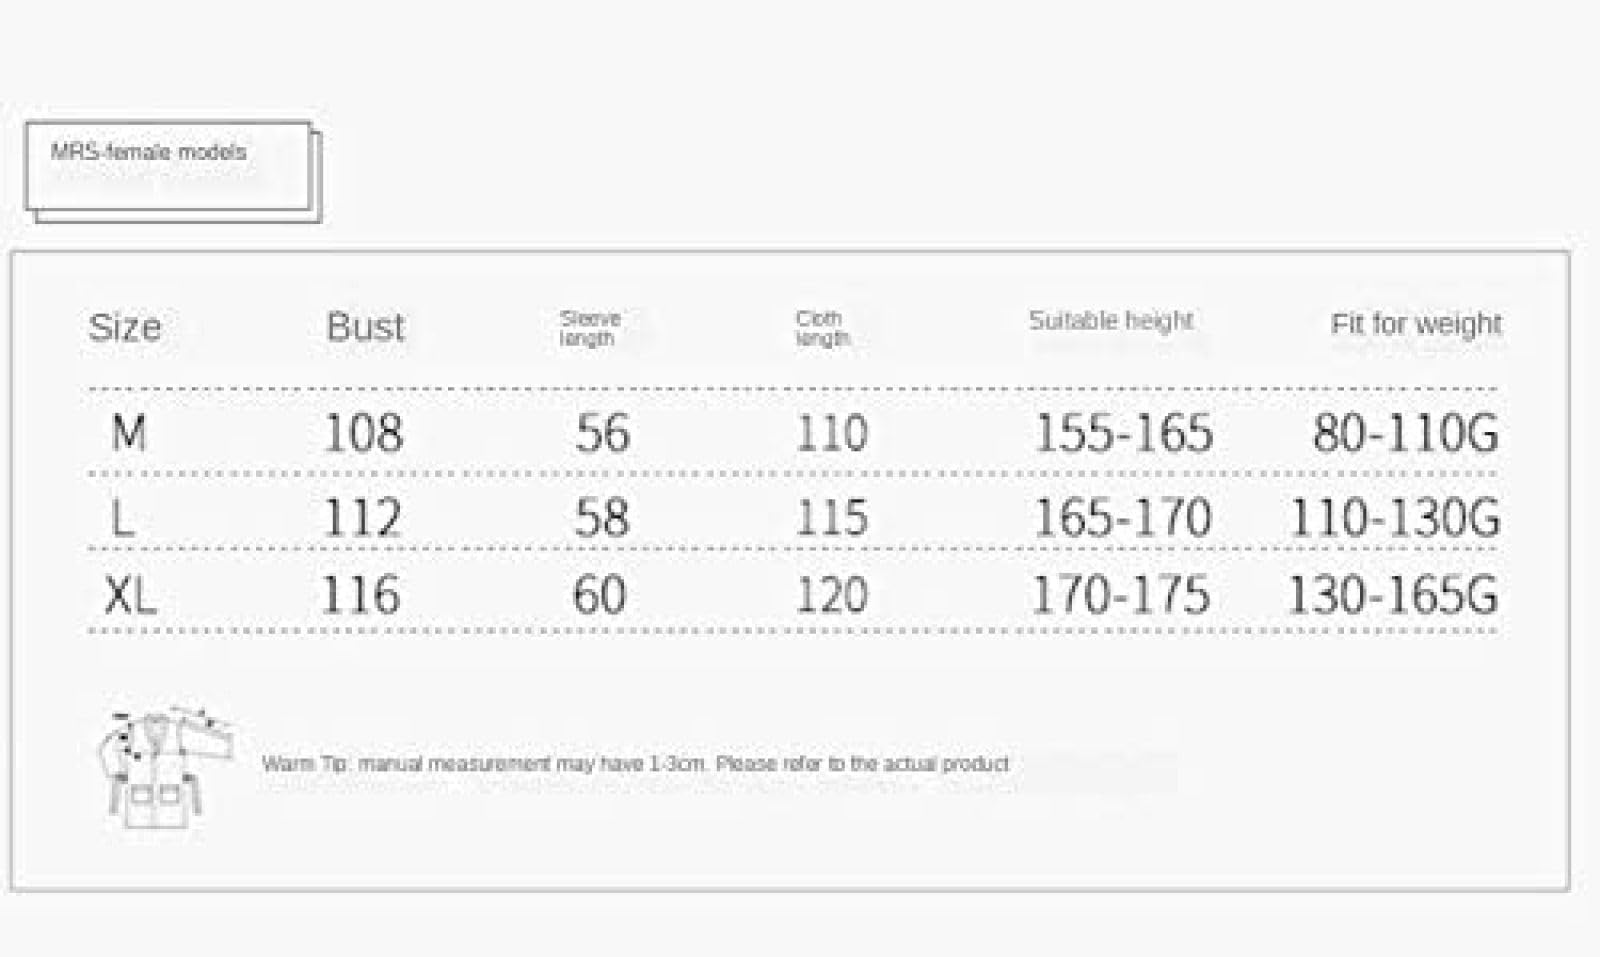 MRS-female models
Size Bust Sleeve length Cloth length Suitable height Fit for weight
M 108 56 110 155-165 80-110G
L 112 58 115 165-170 110-130G
XL 116 60 120 170-175 130-165G
Warm Tip: manual measurement may have 1-3cm. Please refer to the actual product